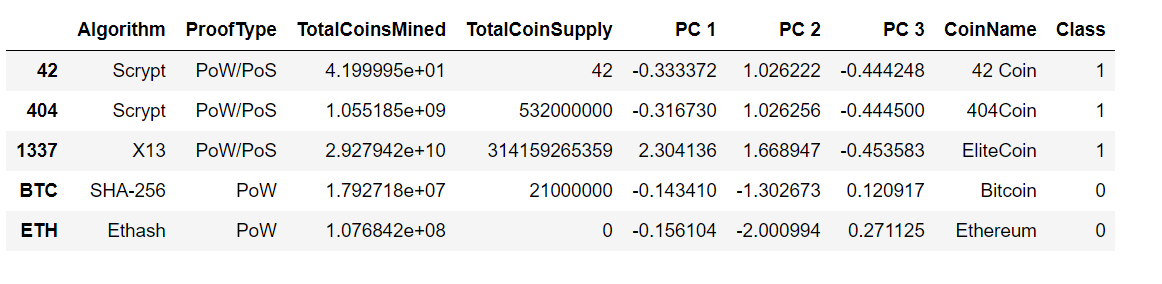 Algorithm ProofType TotalCoinsMined TotalCoinSupply PC 1 PC 2 PC 3 CoinName Class
42 Scrypt PoW/PoS 4.199995e+01 42 -0.333372 1.026222 -0.444248 42 Coin 1
404 Scrypt PoW/PoS 1.055185e+09 532000000 -0.316730 1.026256 -0.444500 404Coin 1
1337 X13 PoW/PoS 2.927942e+10 314159265359 2.304136 1.668947 -0.453583 EliteCoin 1
BTC SHA-256 PoW 1.792718e+07 21000000 -0.143410 -1.302673 0.120917 Bitcoin 0
ETH Ethash PoW 1.076842e+08 0 -0.156104 -2.000994 0.271125 Ethereum 0